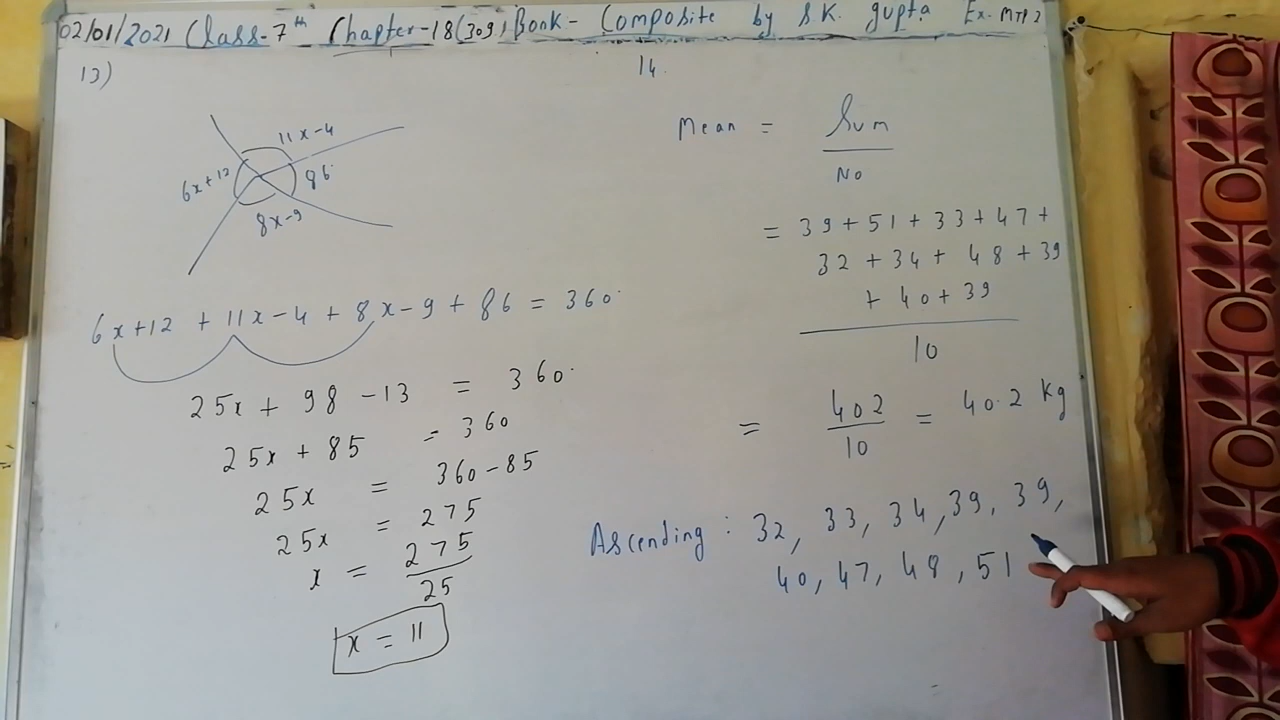 02/01/2021 Class-7th Chapter-18(309) Book- Composite by S.K. gupta Ex. MTP 2
13)
11x-4
6x+12
86
8x-9
6x+12 + 11x-4 + 8x-9 + 86 = 360
25x + 98 -13 = 360
25x + 85 = 360
25x = 360-85
25x = 275
x = 275
25
x = 11
14.
Mean = Sum
No
= 39+51+33+47+
32+34+ 48+39
+ 40+39
10
= 402 = 40.2 kg
10
Ascending : 32, 33, 34, 39, 39,
40, 47, 48, 51